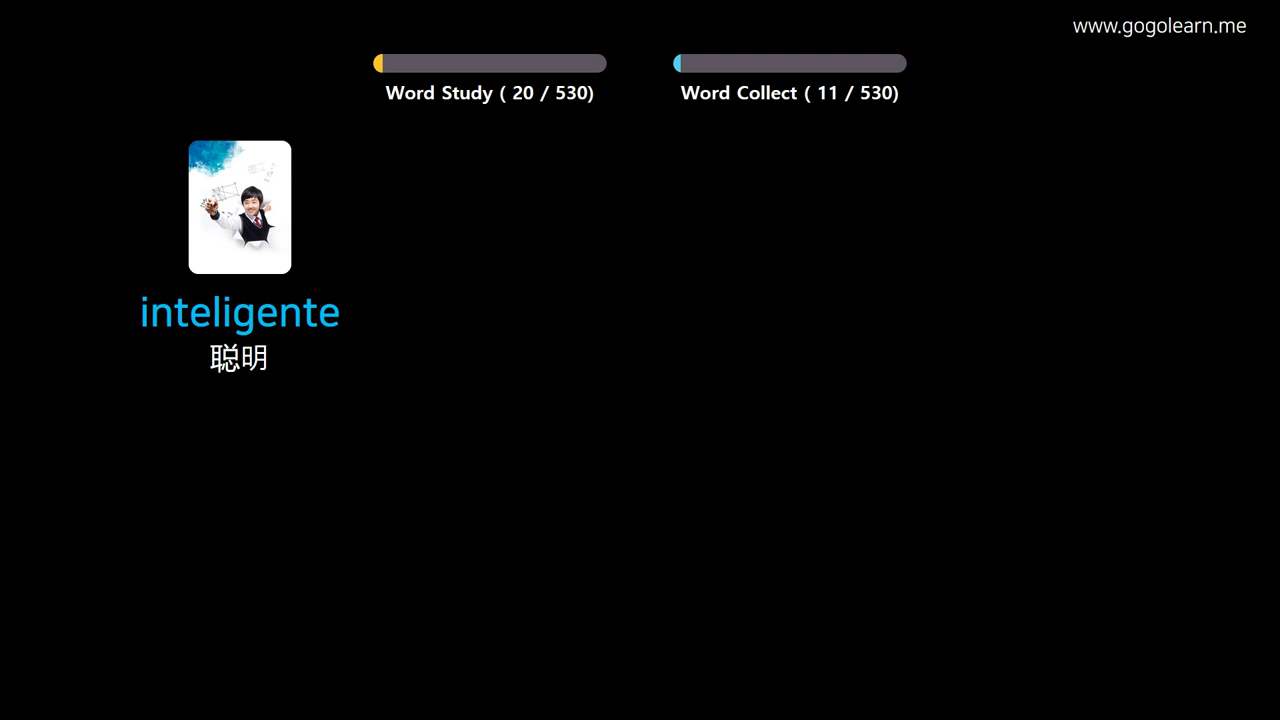 www.gogolearn.me
Word Study ( 20 / 530)
Word Collect ( 11 / 530)
inteligente
聪明